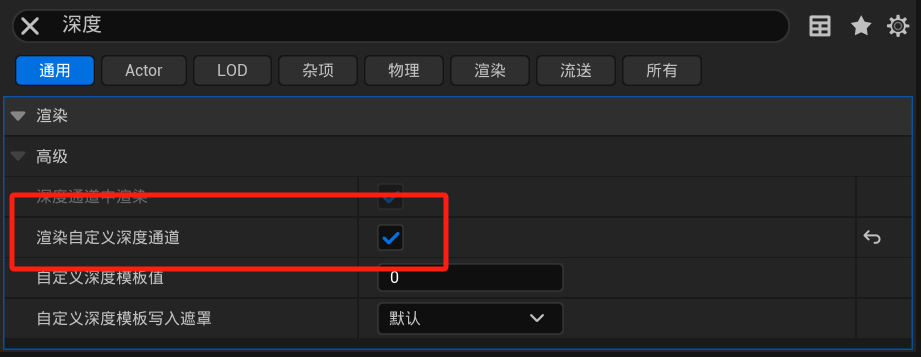 深度
通用 Actor LOD 杂项 物理 渲染 流送 所有
渲染
高级
深度通道中渲染
渲染自定义深度通道
自定义深度模板值 0
自定义深度模板写入遮罩 默认